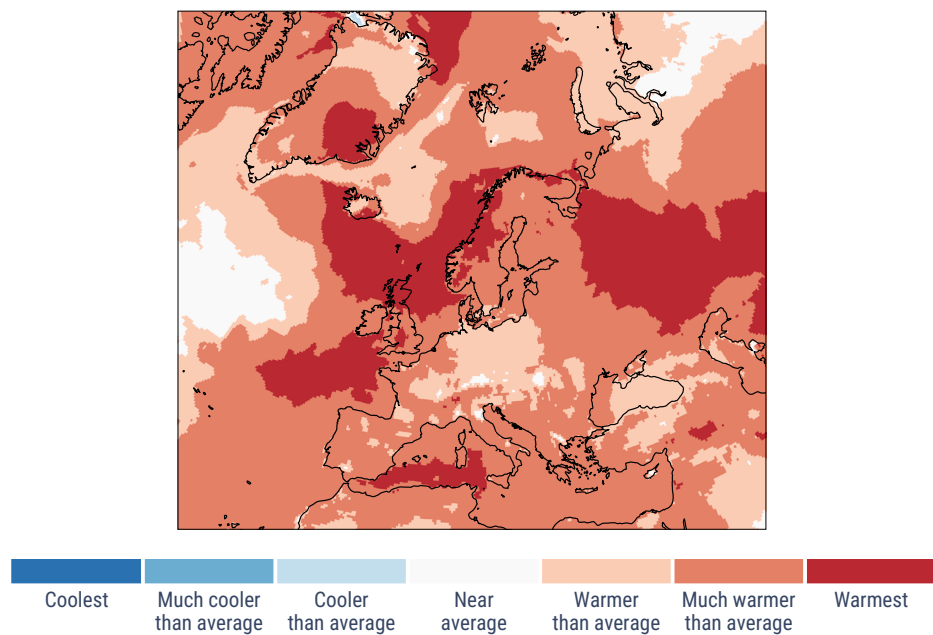 Coolest
Much cooler
than average
Cooler
than average
Near
average
Warmer
than average
Much warmer
than average
Warmest